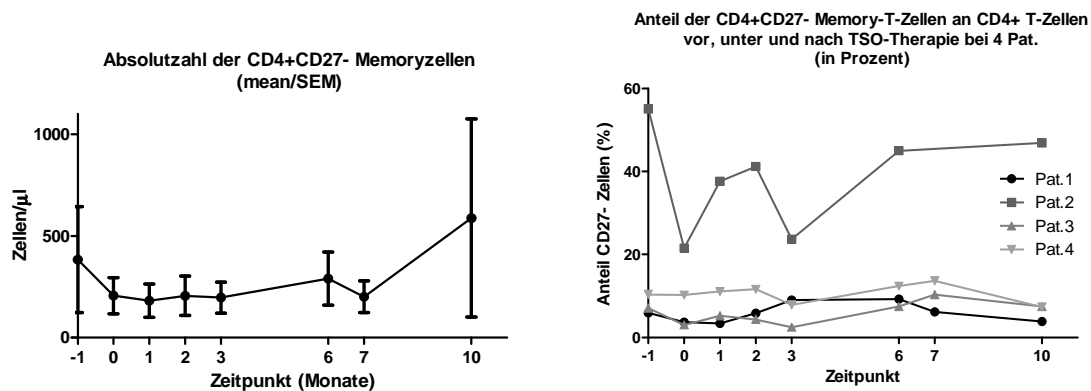 Absolutzahl der CD4+CD27- Memoryzellen
(mean/SEM)
Zellen/µl
1000
500
0
-1 0 1 2 3 6 7 10
Zeitpunkt (Monate)
Anteil der CD4+CD27- Memory-T-Zellen an CD4+ T-Zellen
vor, unter und nach TSO-Therapie bei 4 Pat.
(in Prozent)
Anteil CD27- Zellen (%)
60
40
20
0
-1 0 1 2 3 6 7 10
Zeitpunkt
Pat.1
Pat.2
Pat.3
Pat.4